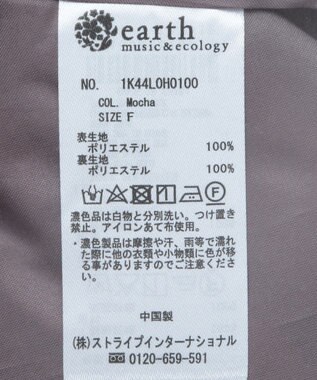 earth
music&ecology
NO. 1K44L0H0100
COL. Mocha
SIZE F
表生地
ポリエステル 100%
裏生地
ポリエステル 100%
濃色品は白物と分別洗い。つけ置き
禁止。アイロンあて布使用。
・濃色製品は摩擦や汗、雨等で濡れ
た際に他の衣類や小物類に色が移
る事がありますのでご注意くださ
い。
中国製
(株)ストライプインターナショナル
0120-659-591